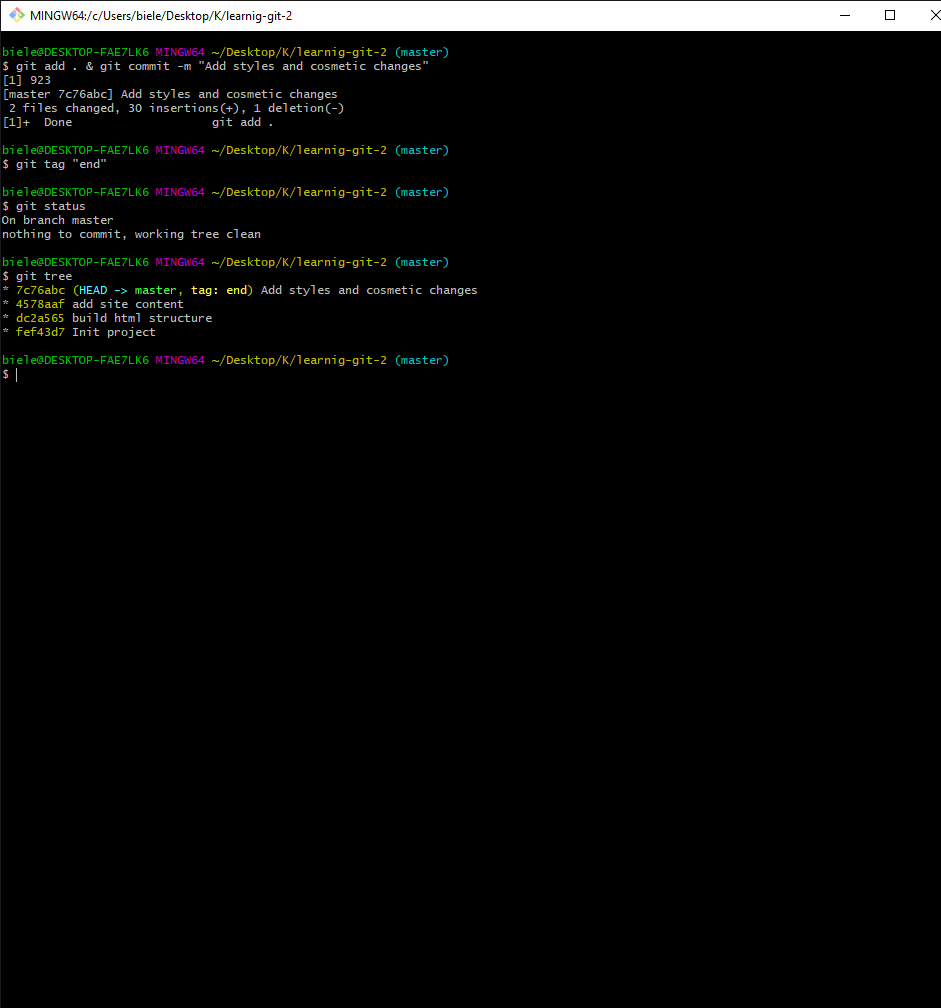 MINGW64:/c/Users/biele/Desktop/K/learnig-git-2
biele@DESKTOP-FAE7LK6 MINGW64 ~/Desktop/K/learnig-git-2 (master)
$ git add . & git commit -m "Add styles and cosmetic changes"
[1] 923
[master 7c76abc] Add styles and cosmetic changes
 2 files changed, 30 insertions(+), 1 deletion(-)
[1]+  Done                    git add .
biele@DESKTOP-FAE7LK6 MINGW64 ~/Desktop/K/learnig-git-2 (master)
$ git tag "end"
biele@DESKTOP-FAE7LK6 MINGW64 ~/Desktop/K/learnig-git-2 (master)
$ git status
On branch master
nothing to commit, working tree clean
biele@DESKTOP-FAE7LK6 MINGW64 ~/Desktop/K/learnig-git-2 (master)
$ git tree
* 7c76abc (HEAD -> master, tag: end) Add styles and cosmetic changes
* 4578aaf add site content
* dc2a565 build html structure
* fef43d7 Init project
biele@DESKTOP-FAE7LK6 MINGW64 ~/Desktop/K/learnig-git-2 (master)
$